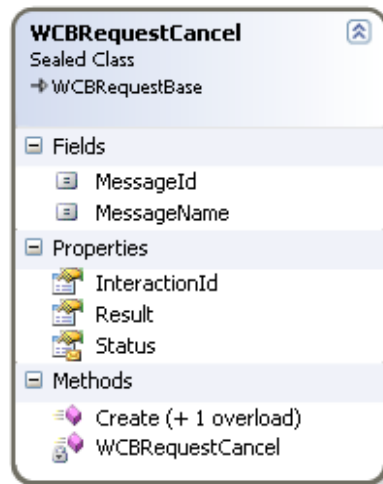 WCBRequestCancel
Sealed Class
WCBRequestBase
Fields
MessageId
MessageName
Properties
InteractionId
Result
Status
Methods
Create (+ 1 overload)
WCBRequestCancel